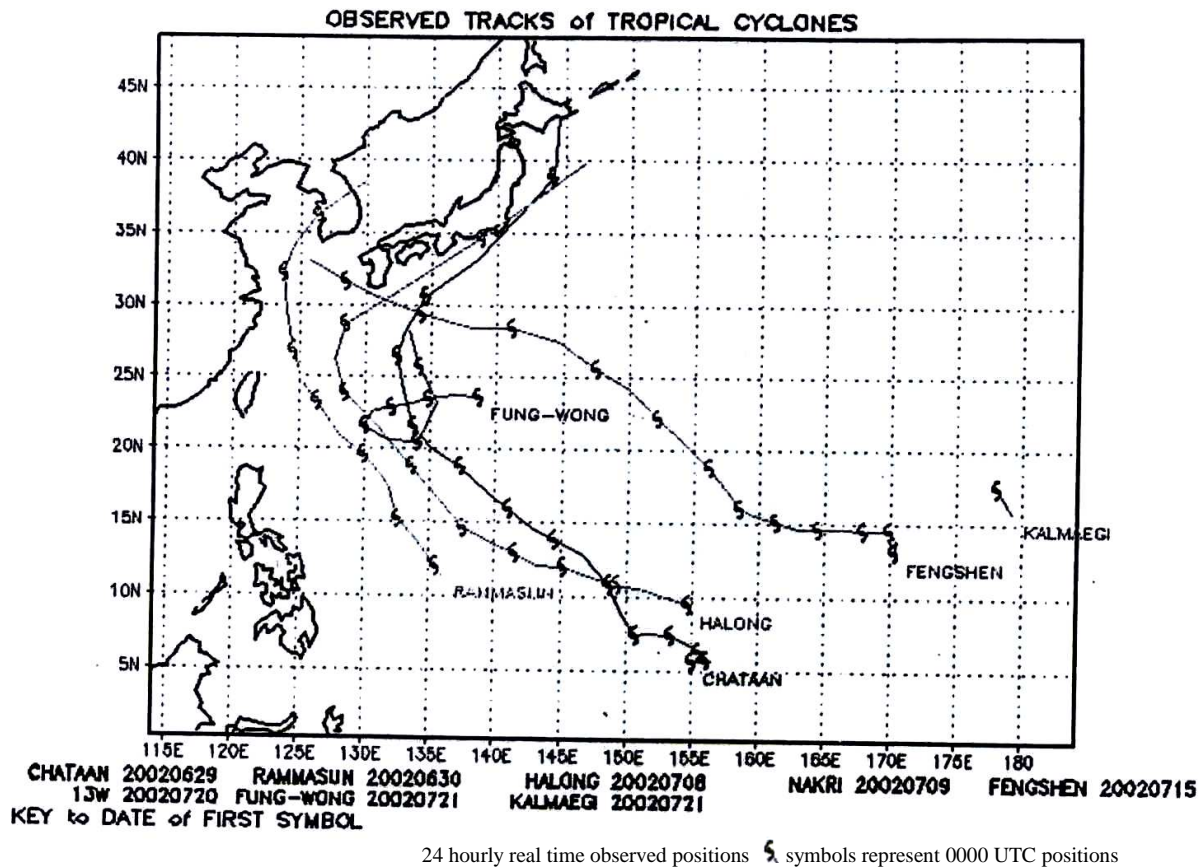 OBSERVED TRACKS of TROPICAL CYCLONES
45N
40N
35N
30N
25N
20N
15N
10N
5N
FUNG-WONG
KALMAEGI
FENGSHEN
RAMMASUN
HALONG
CHATAAN
115E 120E 125E 130E 135E 140E 145E 150E 155E 160E 165E 170E 175E 180
CHATAAN 20020629 RAMMASUN 20020630 HALONG 20020708 NAKRI 20020709 FENGSHEN 20020715
13W 20020720 FUNG-WONG 20020721 KALMAEGI 20020721
KEY to DATE of FIRST SYMBOL
24 hourly real time observed positions symbols represent 0000 UTC positions